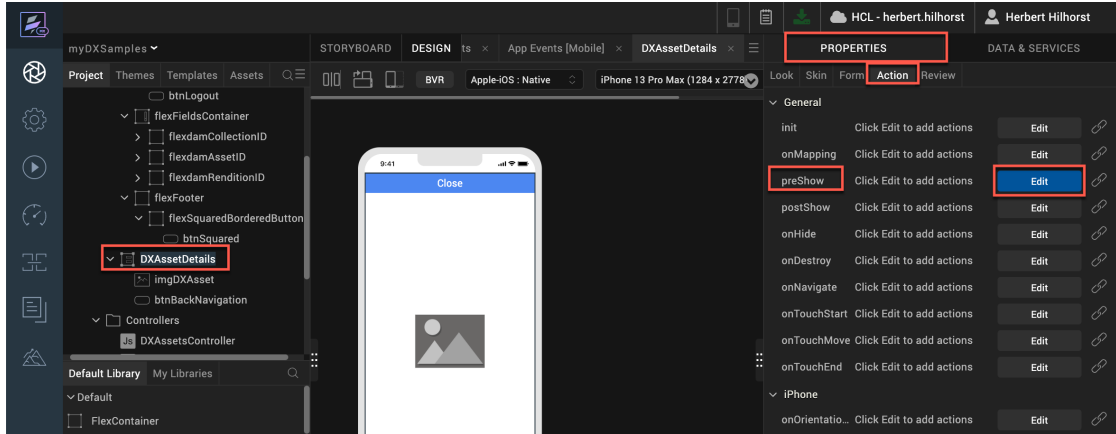 HCL - herbert.hilhorst
Herbert Hilhorst
myDXSamples
STORYBOARD
DESIGN
ts ×
App Events [Mobile] ×
DXAssetDetails ×
PROPERTIES
DATA & SERVICES
Project Themes Templates Assets
BVR
Apple-iOS : Native
iPhone 13 Pro Max (1284 x 2778
Look Skin Form Action Review
btnLogout
flexFieldsContainer
flexdamCollectionID
flexdamAssetID
flexdamRenditionID
flexFooter
flexSquaredBorderedButton
btnSquared
DXAssetDetails
imgDXAsset
btnBackNavigation
Controllers
Js DXAssetsController
Default Library My Libraries
Default
FlexContainer
9:41
Close
General
init Click Edit to add actions Edit
onMapping Click Edit to add actions Edit
preShow Click Edit to add actions Edit
postShow Click Edit to add actions Edit
onHide Click Edit to add actions Edit
onDestroy Click Edit to add actions Edit
onNavigate Click Edit to add actions Edit
onTouchStart Click Edit to add actions Edit
onTouchMove Click Edit to add actions Edit
onTouchEnd Click Edit to add actions Edit
iPhone
onOrientatio... Click Edit to add actions Edit